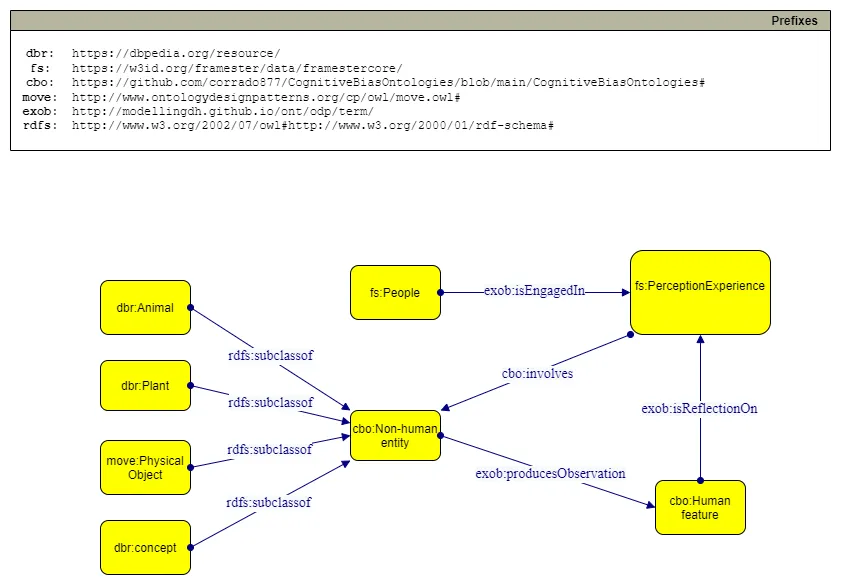 Prefixes
dbr: https://dbpedia.org/resource/
fs: https://w3id.org/framester/data/framestercore/
cbo: https://github.com/corrado877/CognitiveBiasOntologies/blob/main/CognitiveBiasOntologies#
move: http://www.ontologydesignpatterns.org/cp/owl/move.owl#
exob: http://modellingdh.github.io/ont/odp/term/
rdfs: http://www.w3.org/2002/07/owl#http://www.w3.org/2000/01/rdf-schema#
fs:People
exob:isEngagedIn
fs:PerceptionExperience
dbr:Animal
rdfs:subclassof
cbo:involves
dbr:Plant
rdfs:subclassof
exob:isReflectionOn
cbo:Non-human
entity
move:Physical
Object
rdfs:subclassof
exob:producesObservation
rdfs:subclassof
cbo:Human
feature
dbr:concept